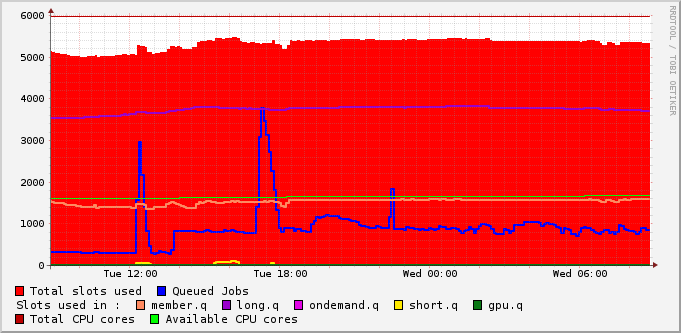 6000
5000
4000
3000
2000
1000
0
Tue 12:00 Tue 18:00 Wed 00:00 Wed 06:00
Total slots used Queued Jobs
Slots used in : member.q long.q ondemand.q short.q gpu.q
Total CPU cores Available CPU cores
RRDTOOL / TOBI OETIKER